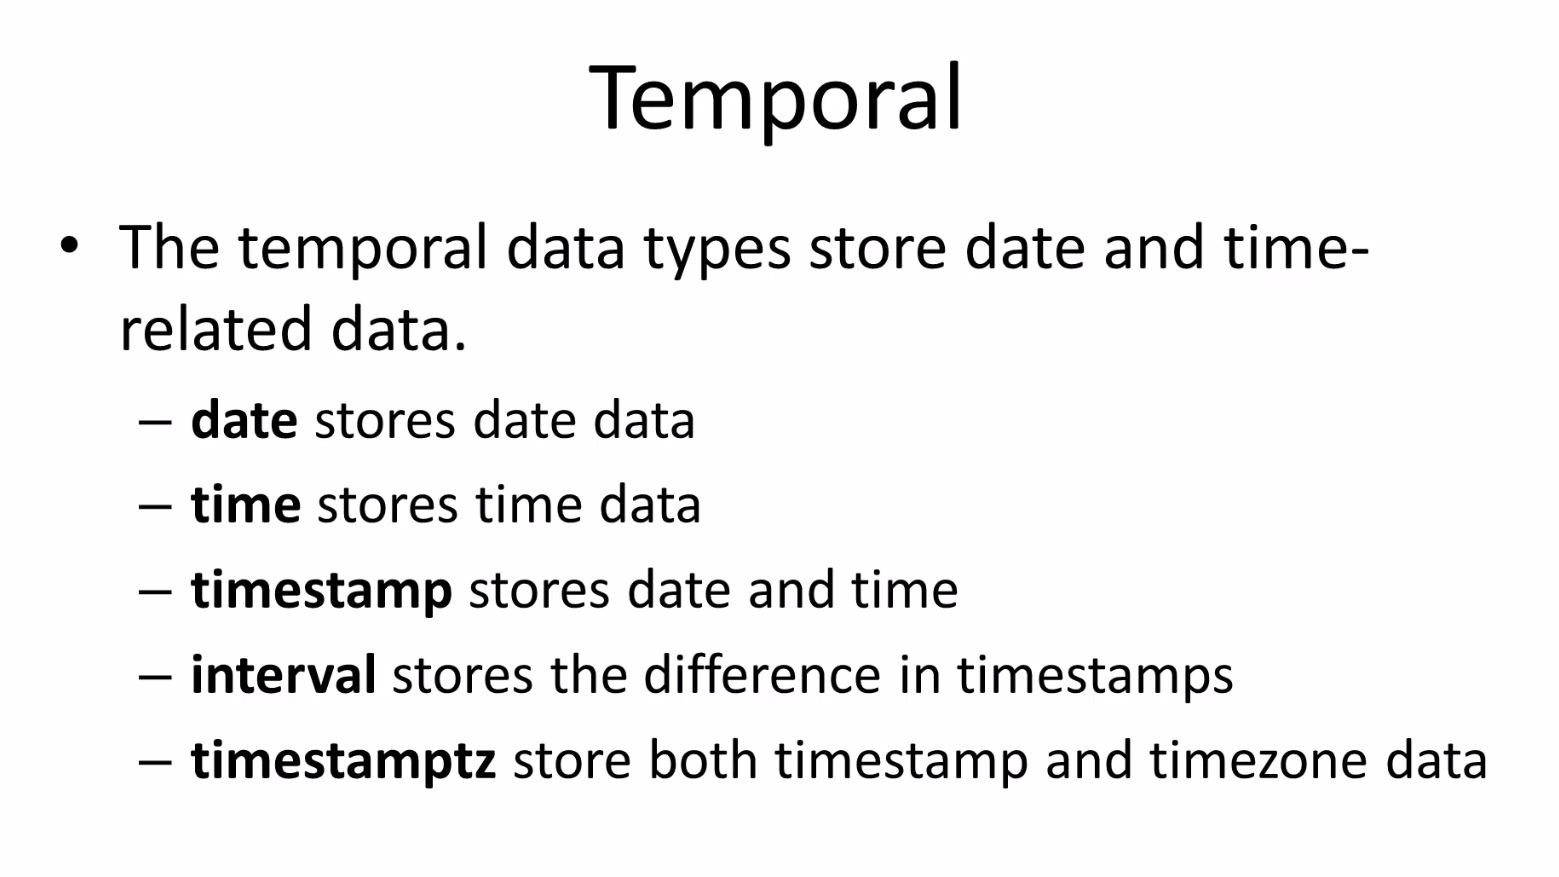 Temporal
• The temporal data types store date and time-
related data.
– date stores date data
– time stores time data
– timestamp stores date and time
– interval stores the difference in timestamps
– timestamptz store both timestamp and timezone data